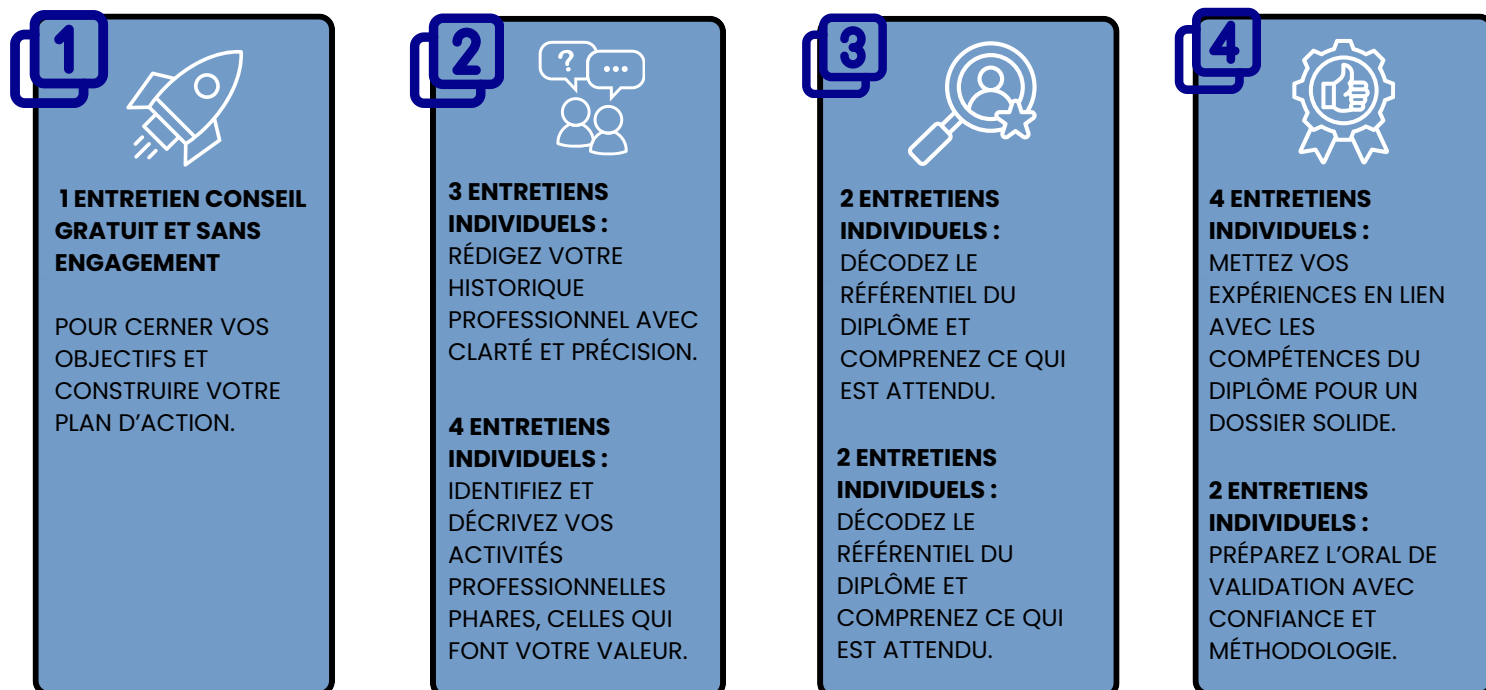 1
1 ENTRETIEN CONSEIL
GRATUIT ET SANS
ENGAGEMENT
POUR CERNER VOS
OBJECTIFS ET
CONSTRUIRE VOTRE
PLAN D'ACTION.
2
?
3 ENTRETIENS
INDIVIDUELS :
RÉDIGEZ VOTRE
HISTORIQUE
PROFESSIONNEL AVEC
CLARTÉ ET PRÉCISION.
4 ENTRETIENS
INDIVIDUELS :
IDENTIFIEZ ET
DÉCRIVEZ VOS
ACTIVITÉS
PROFESSIONNELLES
PHARES, CELLES QUI
FONT VOTRE VALEUR.
3
2 ENTRETIENS
INDIVIDUELS :
DÉCODEZ LE
RÉFÉRENTIEL DU
DIPLÔME ET
COMPRENEZ CE QUI
EST ATTENDU.
2 ENTRETIENS
INDIVIDUELS :
DÉCODEZ LE
RÉFÉRENTIEL DU
DIPLÔME ET
COMPRENEZ CE QUI
EST ATTENDU.
4
4 ENTRETIENS
INDIVIDUELS :
METTEZ VOS
EXPÉRIENCES EN LIEN
AVEC LES
COMPÉTENCES DU
DIPLÔME POUR UN
DOSSIER SOLIDE.
2 ENTRETIENS
INDIVIDUELS :
PRÉPAREZ L'ORAL DE
VALIDATION AVEC
CONFIANCE ET
MÉTHODOLOGIE.